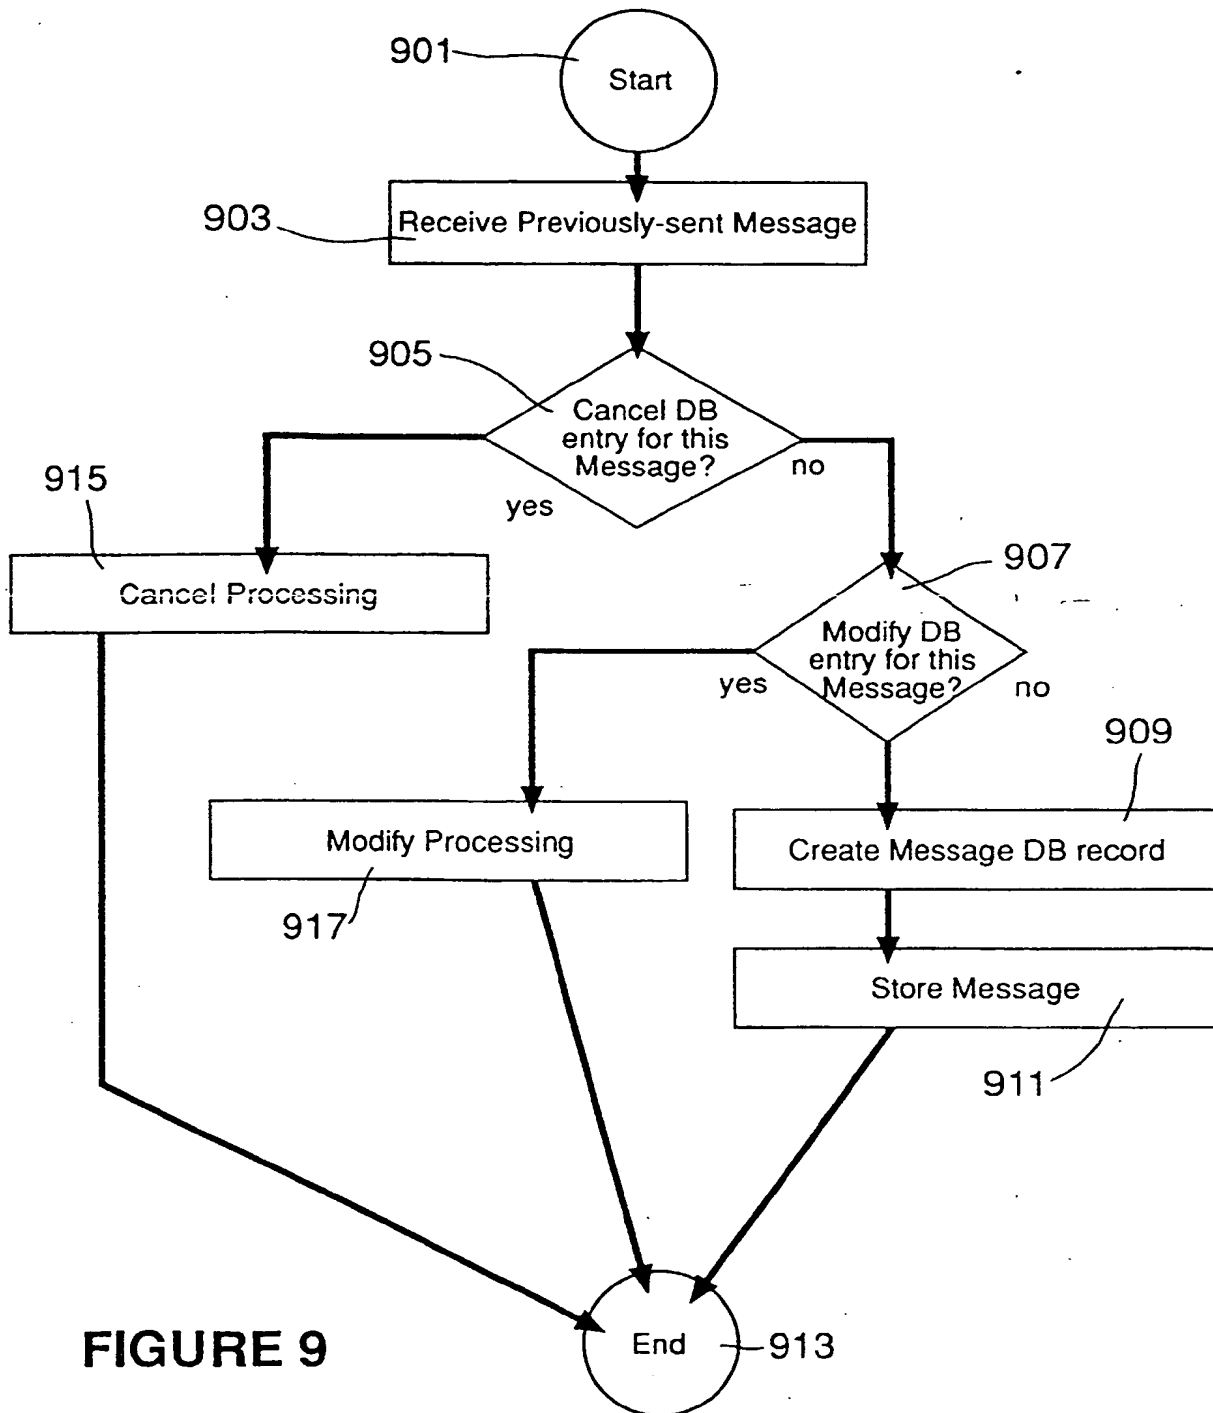 901
Start
903
Receive Previously-sent Message
905
Cancel DB
entry for this
Message?
yes
no
915
Cancel Processing
907
Modify DB
entry for this
Message?
yes
no
909
Modify Processing
Create Message DB record
917
Store Message
911
FIGURE 9
End
913